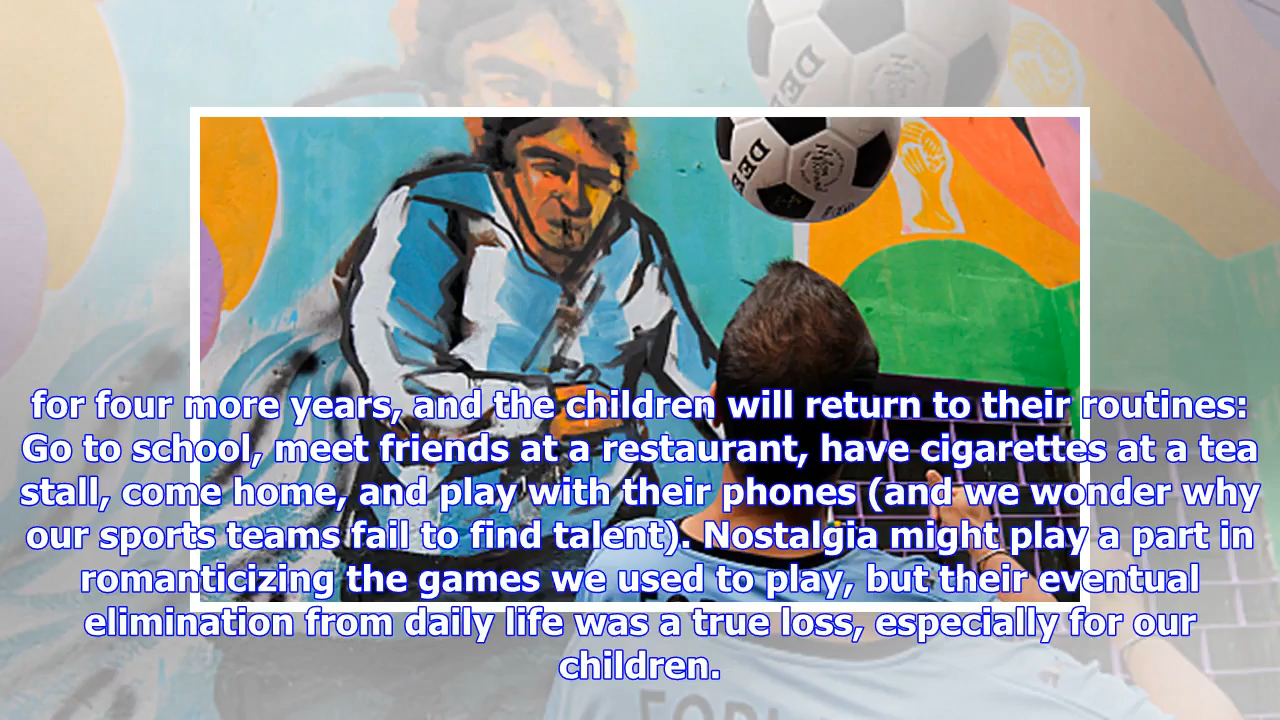 for four more years, and the children will return to their routines:
Go to school, meet friends at a restaurant, have cigarettes at a tea
stall, come home, and play with their phones (and we wonder why
our sports teams fail to find talent). Nostalgia might play a part in
romanticizing the games we used to play, but their eventual
elimination from daily life was a true loss, especially for our
children.